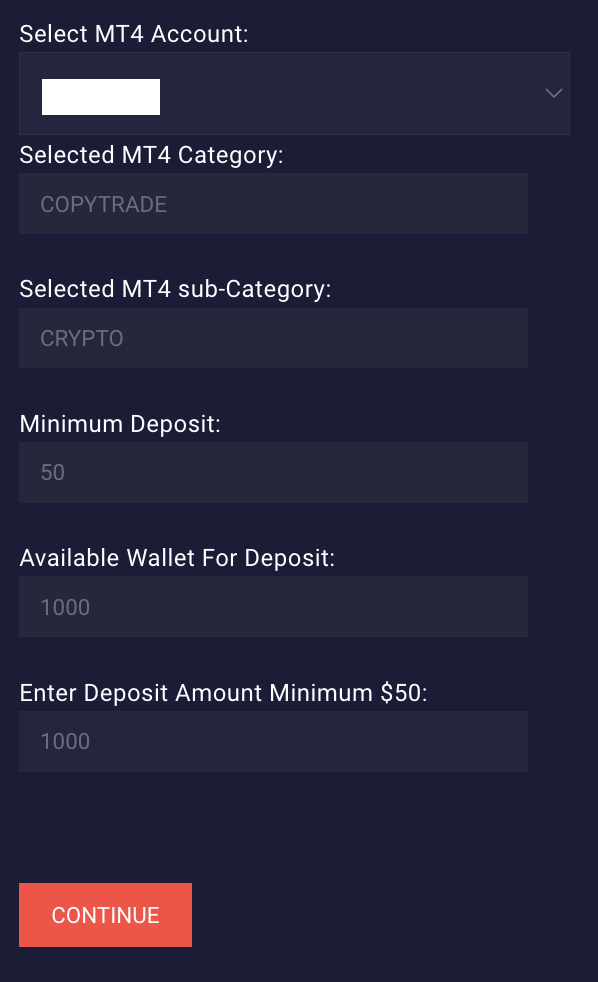 Select MT4 Account:
Selected MT4 Category:
COPYTRADE
Selected MT4 sub-Category:
CRYPTO
Minimum Deposit:
50
Available Wallet For Deposit:
1000
Enter Deposit Amount Minimum $50:
1000
CONTINUE